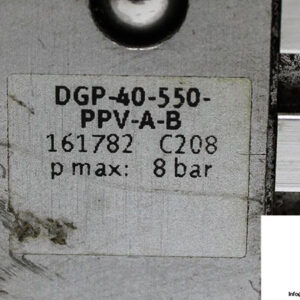 DGP-40-550-
PPV-A-B
161782 C208
p max: 8 bar